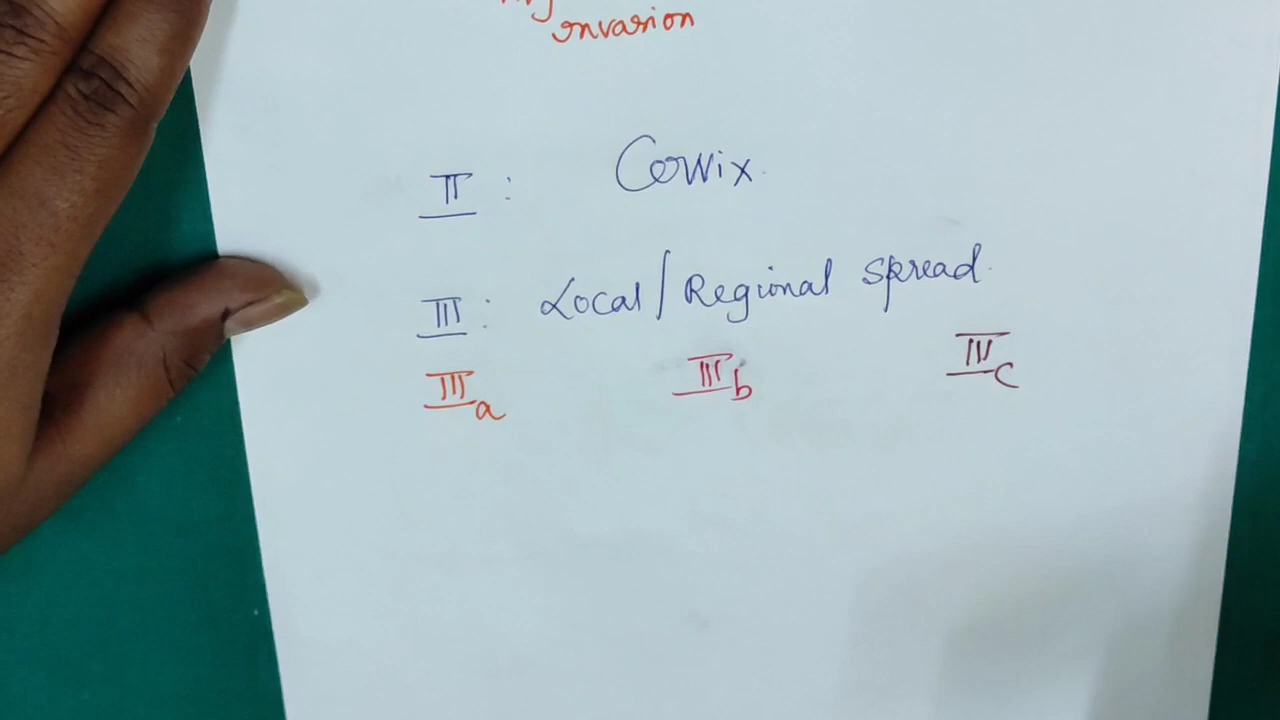 invasion
II : Cervix.
III : Local / Regional spread.
IIIa IIIb IIIc